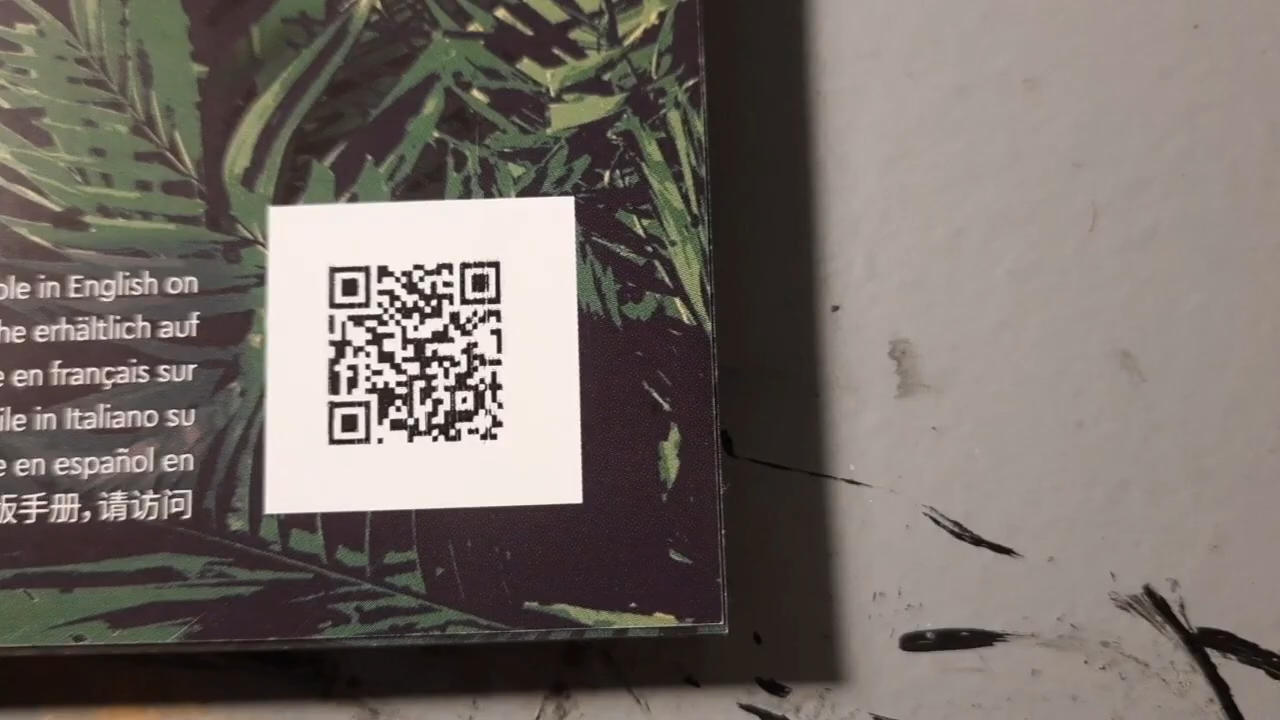 ble in English on
he erhältlich auf
e en français sur
ile in Italiano su
e en español en
版手册, 请访问